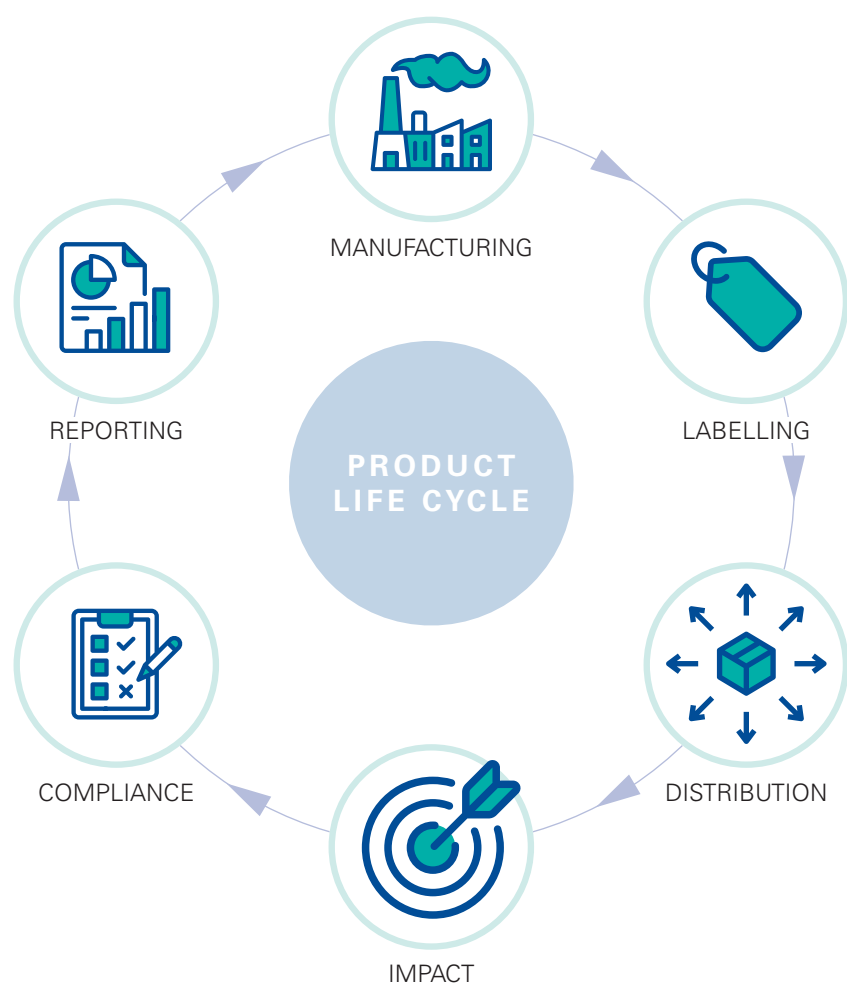 MANUFACTURING
REPORTING
LABELLING
PRODUCT
LIFE CYCLE
COMPLIANCE
DISTRIBUTION
IMPACT